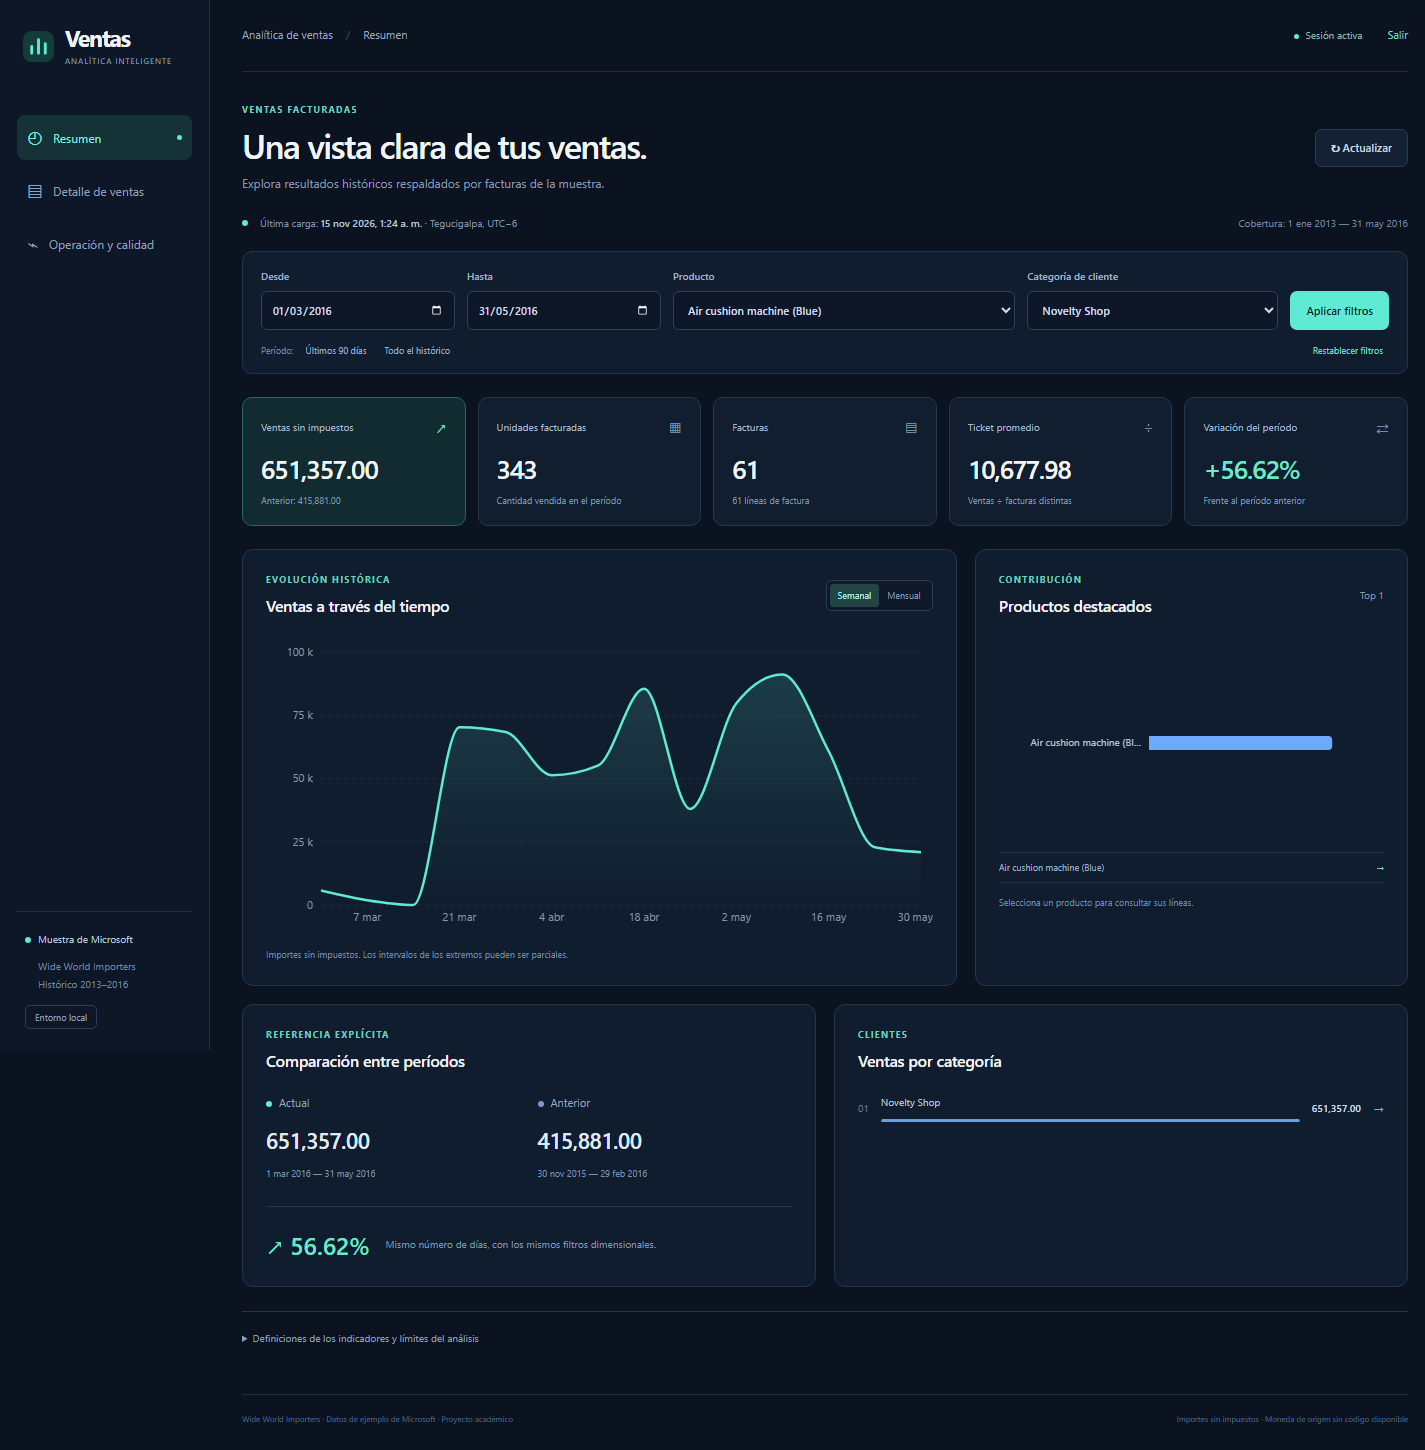 Ventas
ANALÍTICA INTELIGENTE
Resumen
Detalle de ventas
Operación y calidad
Muestra de Microsoft
Wide World Importers
Histórico 2013–2016
Entorno local
Analítica de ventas / Resumen
Sesión activa
Salir
VENTAS FACTURADAS
Una vista clara de tus ventas.
Explora resultados históricos respaldados por facturas de la muestra.
↻ Actualizar
Última carga: 15 nov 2026, 1:24 a. m. · Tegucigalpa, UTC−6
Cobertura: 1 ene 2013 — 31 may 2016
Desde
Hasta
Producto
Categoría de cliente
01/03/2016
31/05/2016
Air cushion machine (Blue)
Novelty Shop
Aplicar filtros
Período:
Últimos 90 días
Todo el histórico
Restablecer filtros
Ventas sin impuestos
↗
651,357.00
Anterior: 415,881.00
Unidades facturadas
343
Cantidad vendida en el período
Facturas
61
61 líneas de factura
Ticket promedio
÷
10,677.98
Ventas ÷ facturas distintas
Variación del período
⇄
+56.62%
Frente al período anterior
EVOLUCIÓN HISTÓRICA
Ventas a través del tiempo
Semanal
Mensual
100 k
75 k
50 k
25 k
0
7 mar
21 mar
4 abr
18 abr
2 may
16 may
30 may
Importes sin impuestos. Los intervalos de los extremos pueden ser parciales.
CONTRIBUCIÓN
Productos destacados
Top 1
Air cushion machine (Bl...
Air cushion machine (Blue) →
Selecciona un producto para consultar sus líneas.
REFERENCIA EXPLÍCITA
Comparación entre períodos
Actual
651,357.00
1 mar 2016 — 31 may 2016
Anterior
415,881.00
30 nov 2015 — 29 feb 2016
↗ 56.62%
Mismo número de días, con los mismos filtros dimensionales.
CLIENTES
Ventas por categoría
01
Novelty Shop
651,357.00 →
▶ Definiciones de los indicadores y límites del análisis
Wide World Importers · Datos de ejemplo de Microsoft · Proyecto académico
Importes sin impuestos · Moneda de origen sin código disponible